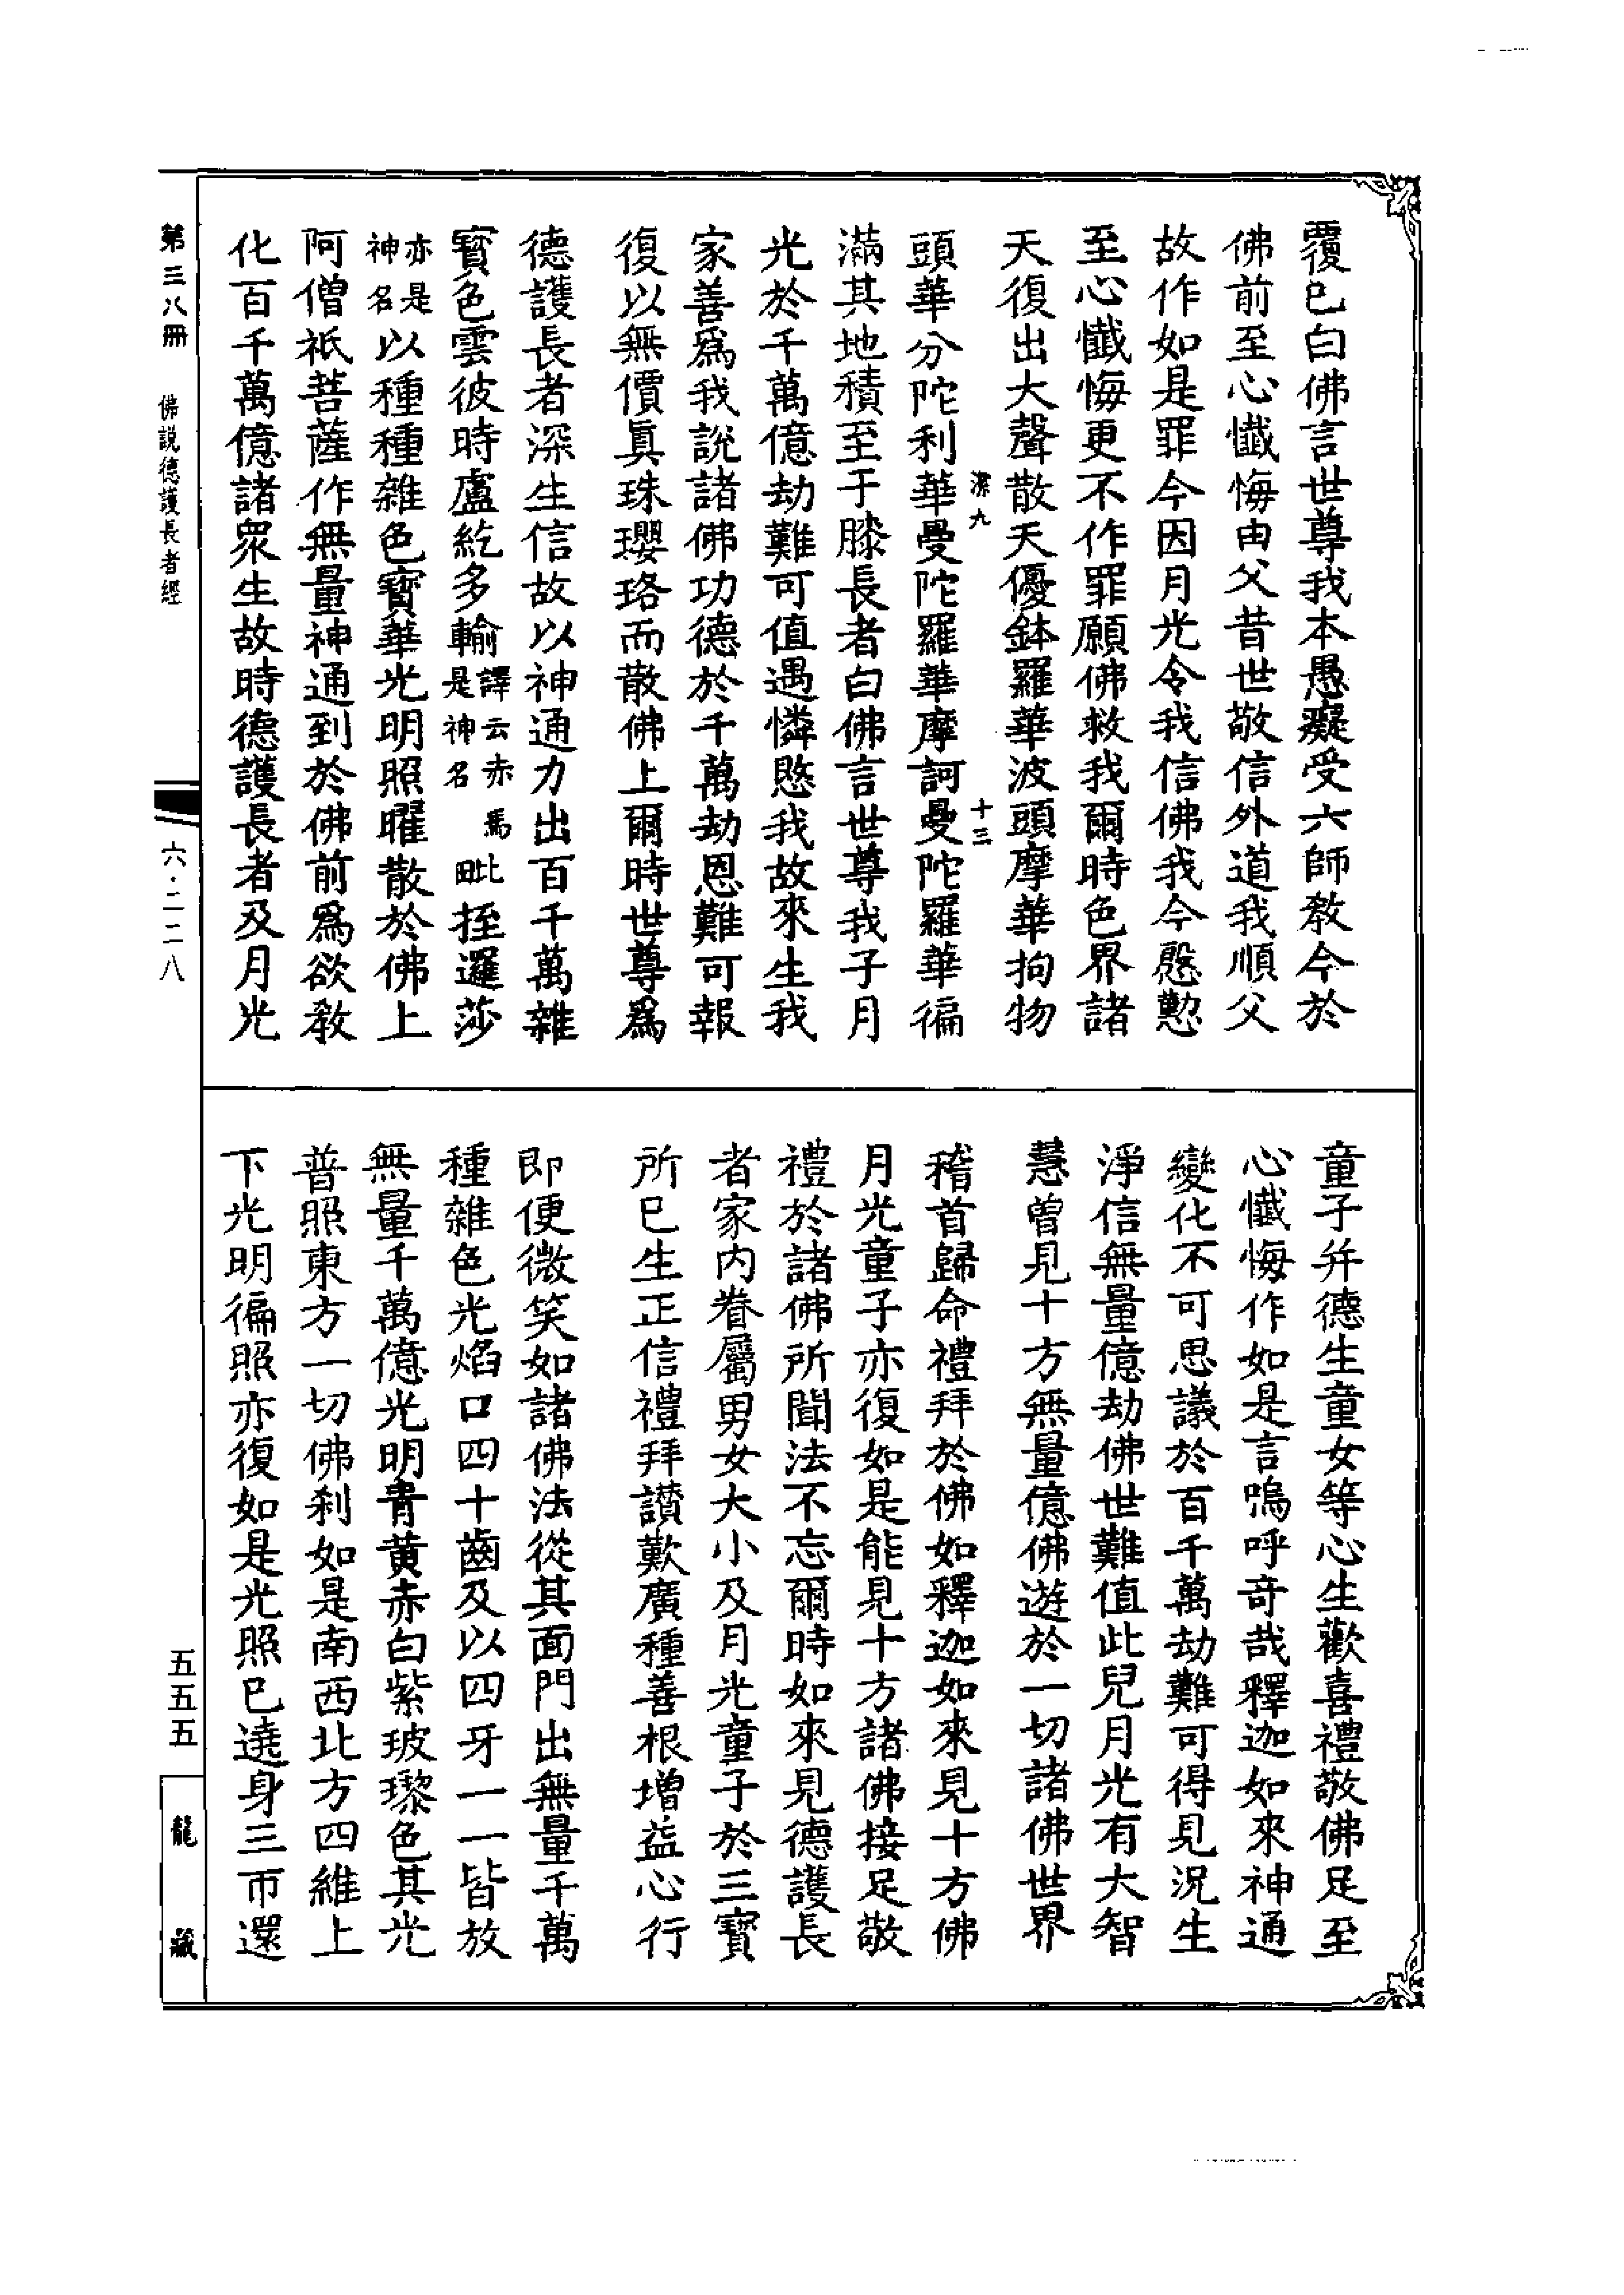 覆已白佛言世尊我本愚癡受六師教今於
佛前至心懺悔由父昔世敬信外道我順父
故作如是罪今因月光令我信佛我今慇懃
至心懺悔更不作罪願佛救我爾時色界諸
天復出大聲散天優鉢羅華波頭摩華拘物
潔九
十三
頭華分陀利華曼陀羅華摩訶曼陀羅華徧
滿其地積至于膝長者白佛言世尊我子月
光於千萬億劫難可值遇憐愍我故來生我
家善爲我說諸佛功德於千萬劫恩難可報
復以無價真珠瓔珞而散佛上爾時世尊爲
德護長者深生信故以神通力出百千萬雜
寶色雲彼時盧紇多輸譯云赤馬是神名毗捰邏莎
亦是神名以種種雜色寶華光明照曜散於佛上
阿僧祇菩薩作無量神通到於佛前爲欲教
化百千萬億諸衆生故時德護長者及月光
童子并德生童女等心生歡喜禮敬佛足至
心懺悔作如是言嗚呼奇哉釋迦如來神通
變化不可思議於百千萬劫難可得見況生
淨信無量億劫佛世難值此兒月光有大智
慧曾見十方無量億佛遊於一切諸佛世界
稽首歸命禮拜於佛如釋迦如來見十方佛
月光童子亦復如是能見十方諸佛接足敬
禮於諸佛所聞法不忘爾時如來見德護長
者家内眷屬男女大小及月光童子於三寶
所已生正信禮拜讃歎廣種善根增益心行
即便微笑如諸佛法從其面門出無量千萬
種雜色光焰口四十齒及以四牙一一皆放
無量千萬億光明青黄赤白紫玻瓈色其光
普照東方一切佛刹如是南西北方四維上
下光明徧照亦復如是光照已遶身三帀還
第三八冊 佛説德護長者經
六·二二八
五五五
龍藏